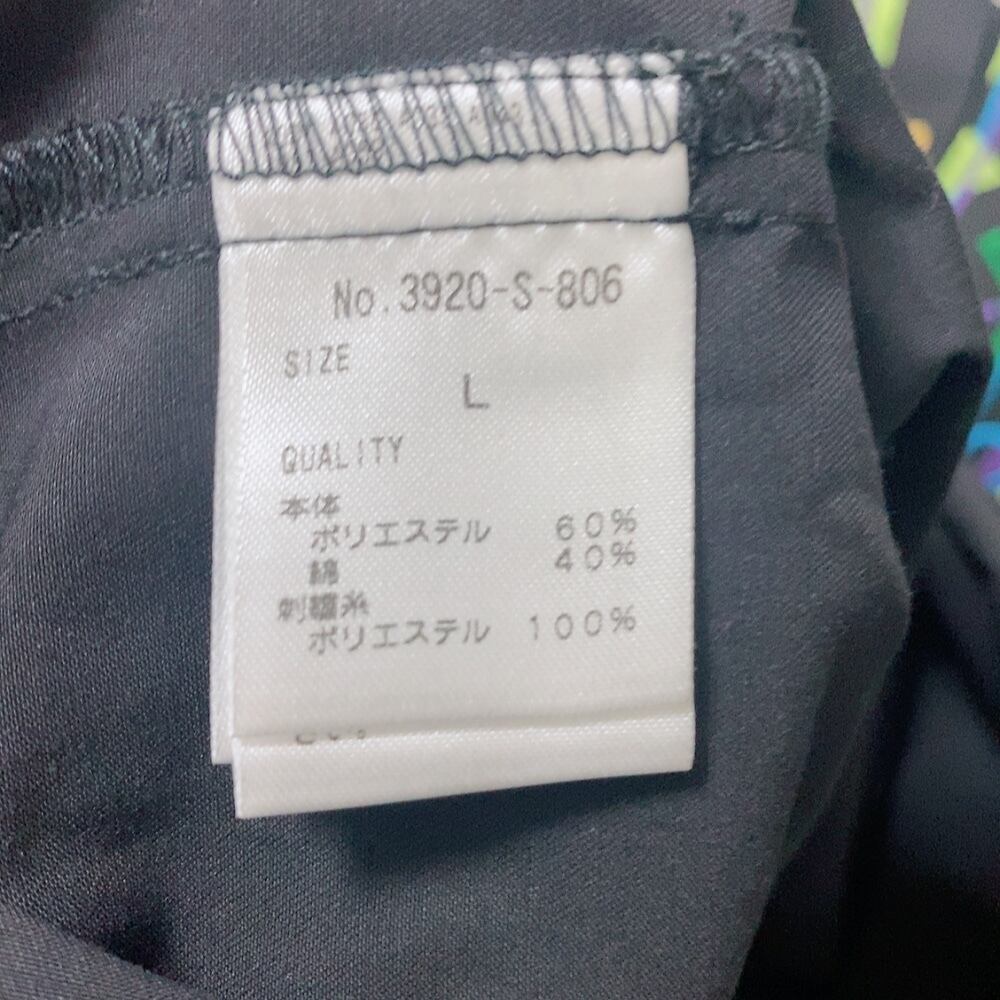 No.3920-S-806
SIZE
L
QUALITY
本体
ポリエステル 60%
綿 40%
刺繍糸
ポリエステル 100%